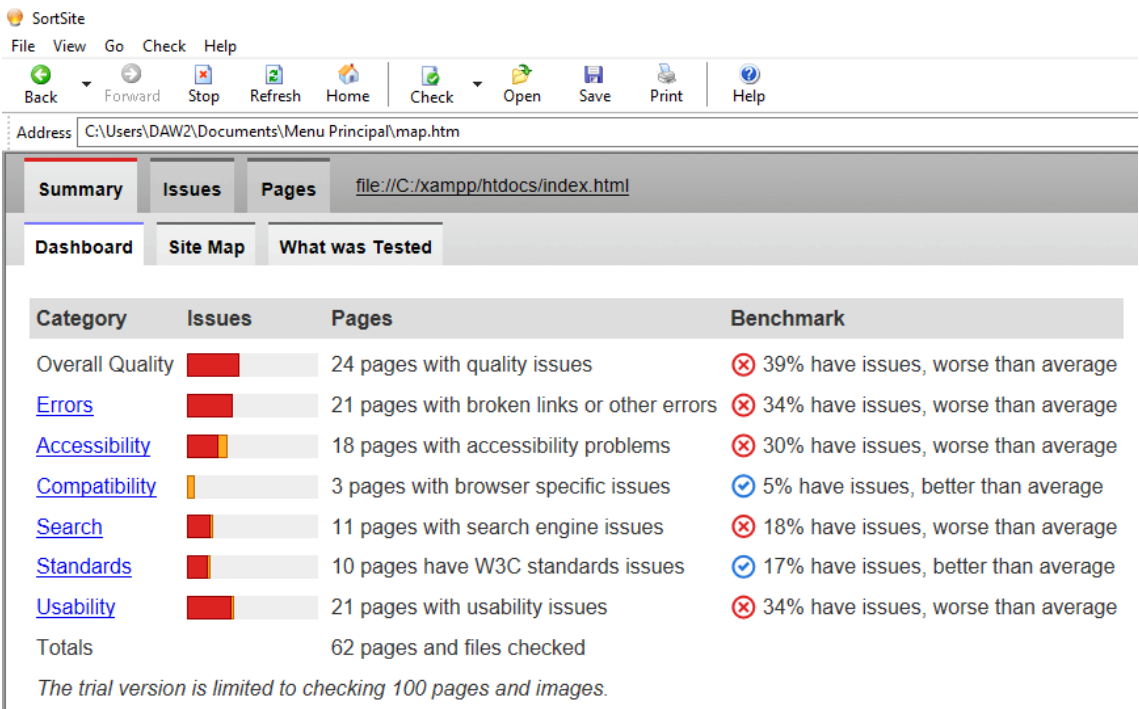 SortSite
File View Go Check Help
Back Forward Stop Refresh Home Check Open Save Print Help
Address C:\Users\DAW2\Documents\Menu Principal\map.htm
Summary Issues Pages file://C:/xampp/htdocs/index.html
Dashboard Site Map What was Tested
Category Issues Pages Benchmark
Overall Quality 24 pages with quality issues 39% have issues, worse than average
Errors 21 pages with broken links or other errors 34% have issues, worse than average
Accessibility 18 pages with accessibility problems 30% have issues, worse than average
Compatibility 3 pages with browser specific issues 5% have issues, better than average
Search 11 pages with search engine issues 18% have issues, worse than average
Standards 10 pages have W3C standards issues 17% have issues, better than average
Usability 21 pages with usability issues 34% have issues, worse than average
Totals 62 pages and files checked
The trial version is limited to checking 100 pages and images.